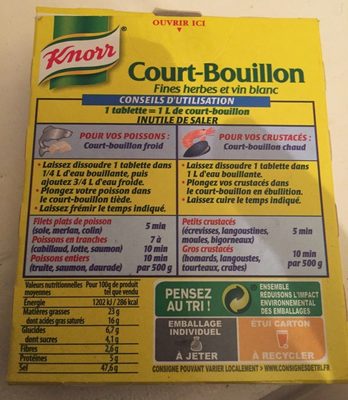 OUVRIR ICI
Knorr
®
Court-Bouillon
Fines herbes et vin blanc
CONSEILS D'UTILISATION
1 tablette = 1 L de court-bouillon
INUTILE DE SALER
POUR VOS POISSONS :
Court-bouillon froid
• Laissez dissoudre 1 tablette dans
1/4 L d'eau bouillante, puis
ajoutez 3/4 L d'eau froide.
• Plongez votre poisson dans
le court-bouillon tiède.
• Laissez frémir le temps indiqué.
Filets plats de poisson
(sole, merlan, colin) 5 min
Poissons en tranches 7 à
(cabillaud, lotte, saumon) 10 min
Poissons entiers 10 min
(truite, saumon, daurade) par 500 g
POUR VOS CRUSTACÉS :
Court-bouillon chaud
• Laissez dissoudre 1 tablette dans
1 L d'eau bouillante.
• Plongez vos crustacés dans
le court-bouillon en ébullition.
• Laissez cuire le temps indiqué.
Petits crustacés
(écrevisses, langoustines, 5 min
moules, bigorneaux)
Gros crustacés 10 min
(homards, langoustes, par 500 g
tourteaux, crabes)
Valeurs nutritionnelles Pour 100g de produit
moyennes tel que vendu
Énergie 1202 kJ / 286 kcal
Matières grasses 23 g
dont acides gras saturés 16 g
Glucides 6,7 g
dont sucres 4,1 g
Fibres 2,6 g
Protéines 5 g
Sel 47,6 g
PENSEZ
AU TRI !
ENSEMBLE
RÉDUISONS L'IMPACT
ENVIRONNEMENTAL
DES EMBALLAGES
EMBALLAGE
INDIVIDUEL
À JETER
ÉTUI CARTON
À RECYCLER
CONSIGNE POUVANT VARIER LOCALEMENT > WWW.CONSIGNESDETRI.FR